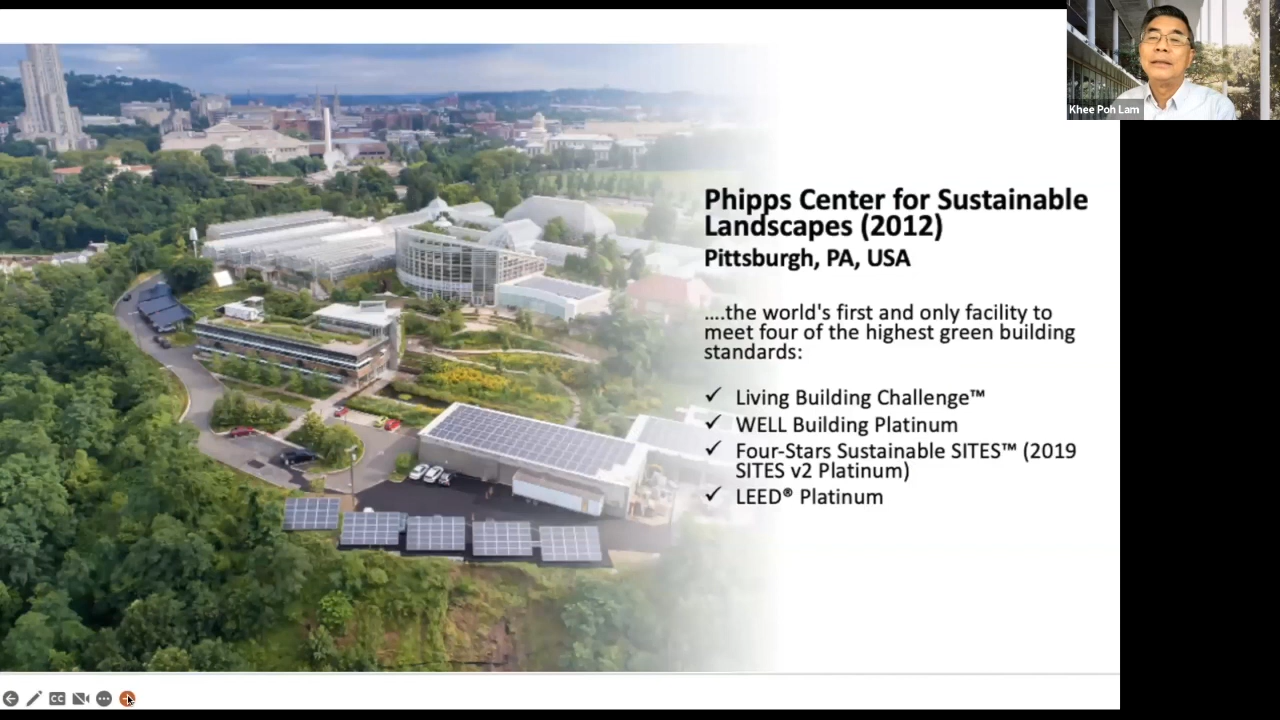 Khee Poh Lam
Phipps Center for Sustainable
Landscapes (2012)
Pittsburgh, PA, USA
....the world's first and only facility to
meet four of the highest green building
standards:
✓ Living Building Challenge™
✓ WELL Building Platinum
✓ Four-Stars Sustainable SITES™ (2019
SITES v2 Platinum)
✓ LEED® Platinum
CC